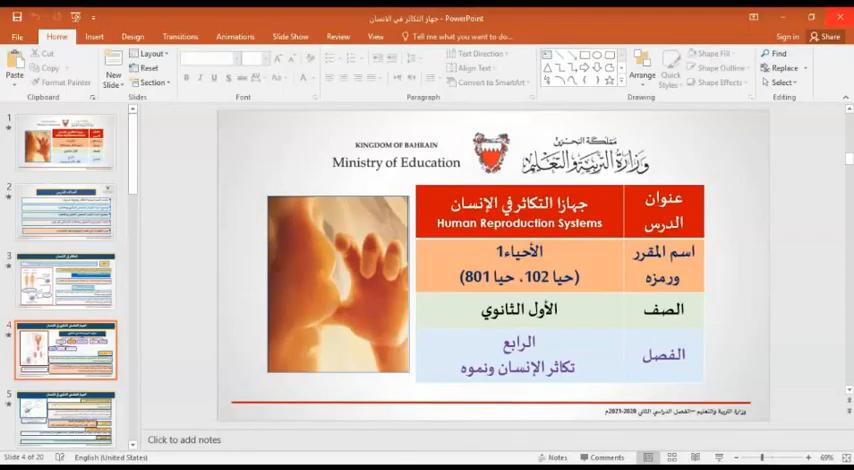 جهازا التكاثر في الانسان - PowerPoint
File Home Insert Design Transitions Animations Slide Show Review View Tell me what you want to do... Sign in Share
Paste Cut Copy Format Painter Clipboard
New Slide Layout Reset Section Slides
B I U S Font
Paragraph Text Direction Align Text Convert to SmartArt
Arrange Quick Styles Shape Fill Shape Outline Shape Effects Drawing
Find Replace Select Editing
1
2
3
4
5
KINGDOM OF BAHRAIN
Ministry of Education
مملكة البحرين
وزارة التربية والتعليم
عنوان الدرس
جهازا التكاثر في الإنسان
Human Reproduction Systems
اسم المقرر ورمزه
الأحياء1
(حيا 102، حيا 801)
الصف
الأول الثانوي
الفصل
الرابع
تكاثر الإنسان ونموه
وزارة التربية والتعليم – الفصل الدراسي الثاني 2020-2021م
Click to add notes
Slide 4 of 20 English (United States) Notes Comments 69%